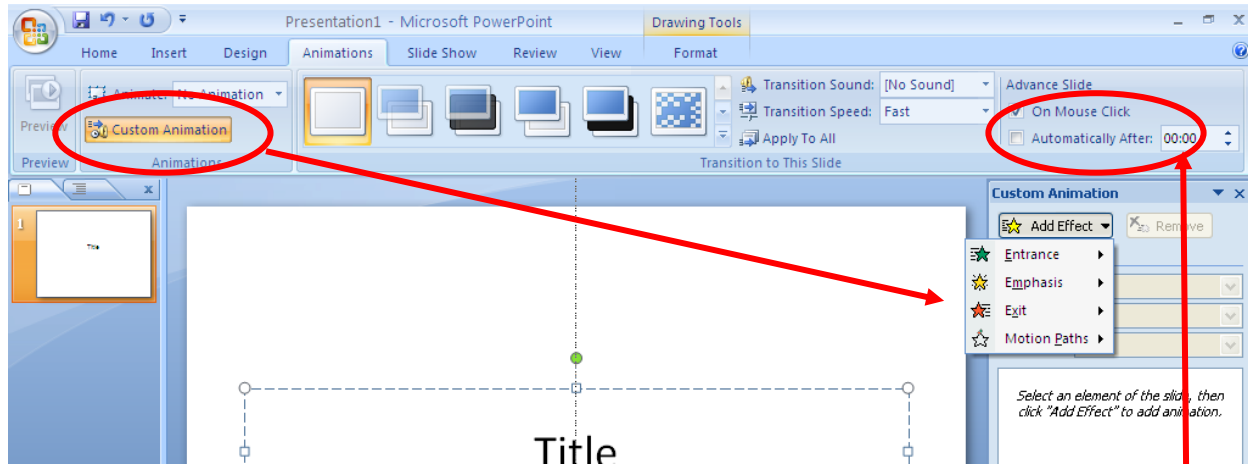 Presentation1 - Microsoft PowerPoint
Drawing Tools
Home Insert Design Animations Slide Show Review View Format
Preview
Animate: No Animation
Custom Animation
Transition Sound: [No Sound]
Transition Speed: Fast
Apply To All
Advance Slide
On Mouse Click
Automatically After: 00:00
Preview Animations Transition to This Slide
1
Title
Title
Custom Animation
Add Effect Remove
Entrance
Emphasis
Exit
Motion Paths
Select an element of the slide, then
click "Add Effect" to add animation.